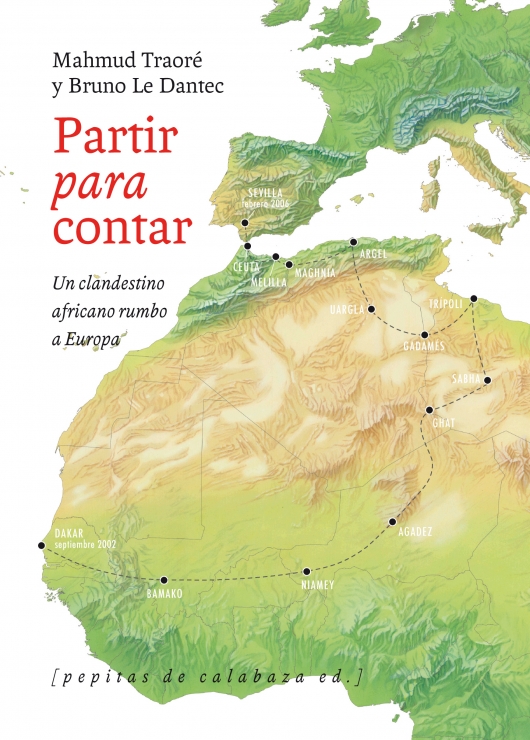 Mahmud Traoré
y Bruno Le Dantec
Partir
para
contar
Un clandestino
africano rumbo
a Europa
SEVILLA
febrero 2006
CEUTA
MELILLA
MAGHNIA
ARGEL
UARGLA
TRÍPOLI
GADAMÉS
SABHA
GHAT
AGADEZ
DAKAR
septiembre 2002
BAMAKO
NIAMEY
[pepitas de calabaza ed.]